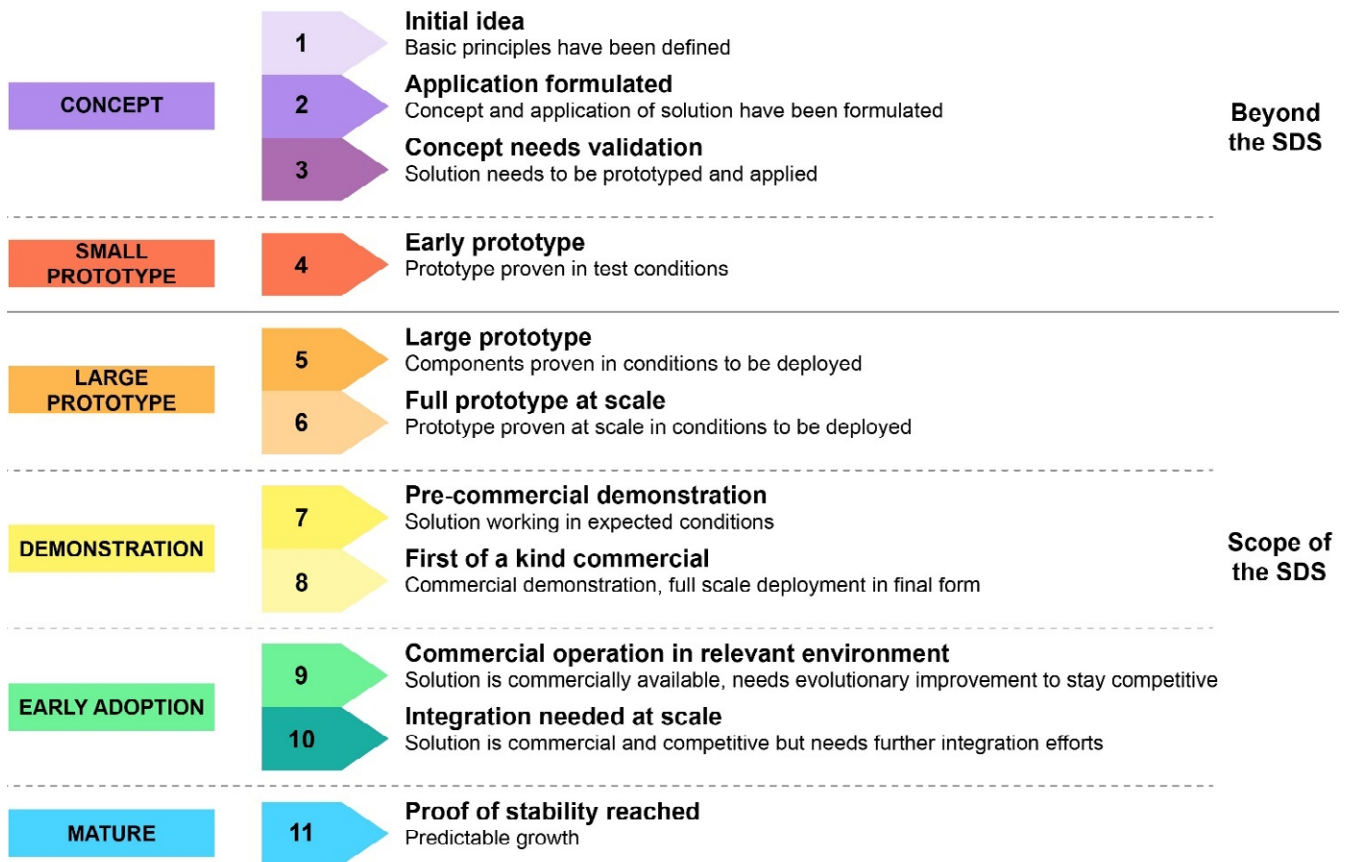 1
Initial idea
Basic principles have been defined
CONCEPT
2
Application formulated
Concept and application of solution have been formulated
3
Concept needs validation
Solution needs to be prototyped and applied
Beyond
the SDS
SMALL
PROTOTYPE
4
Early prototype
Prototype proven in test conditions
LARGE
PROTOTYPE
5
Large prototype
Components proven in conditions to be deployed
6
Full prototype at scale
Prototype proven at scale in conditions to be deployed
DEMONSTRATION
7
Pre-commercial demonstration
Solution working in expected conditions
8
First of a kind commercial
Commercial demonstration, full scale deployment in final form
Scope of
the SDS
EARLY ADOPTION
9
Commercial operation in relevant environment
Solution is commercially available, needs evolutionary improvement to stay competitive
10
Integration needed at scale
Solution is commercial and competitive but needs further integration efforts
MATURE
11
Proof of stability reached
Predictable growth